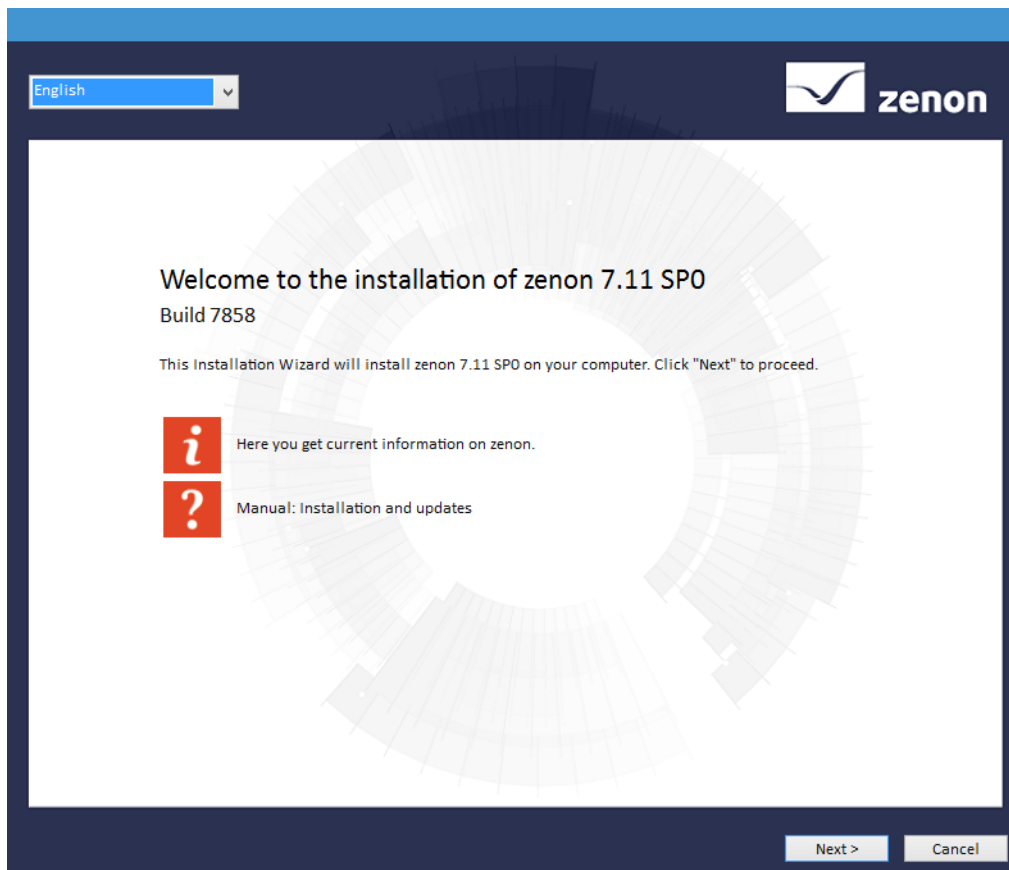 English
zenon
Welcome to the installation of zenon 7.11 SP0
Build 7858
This Installation Wizard will install zenon 7.11 SP0 on your computer. Click "Next" to proceed.
Here you get current information on zenon.
Manual: Installation and updates
Next >
Cancel